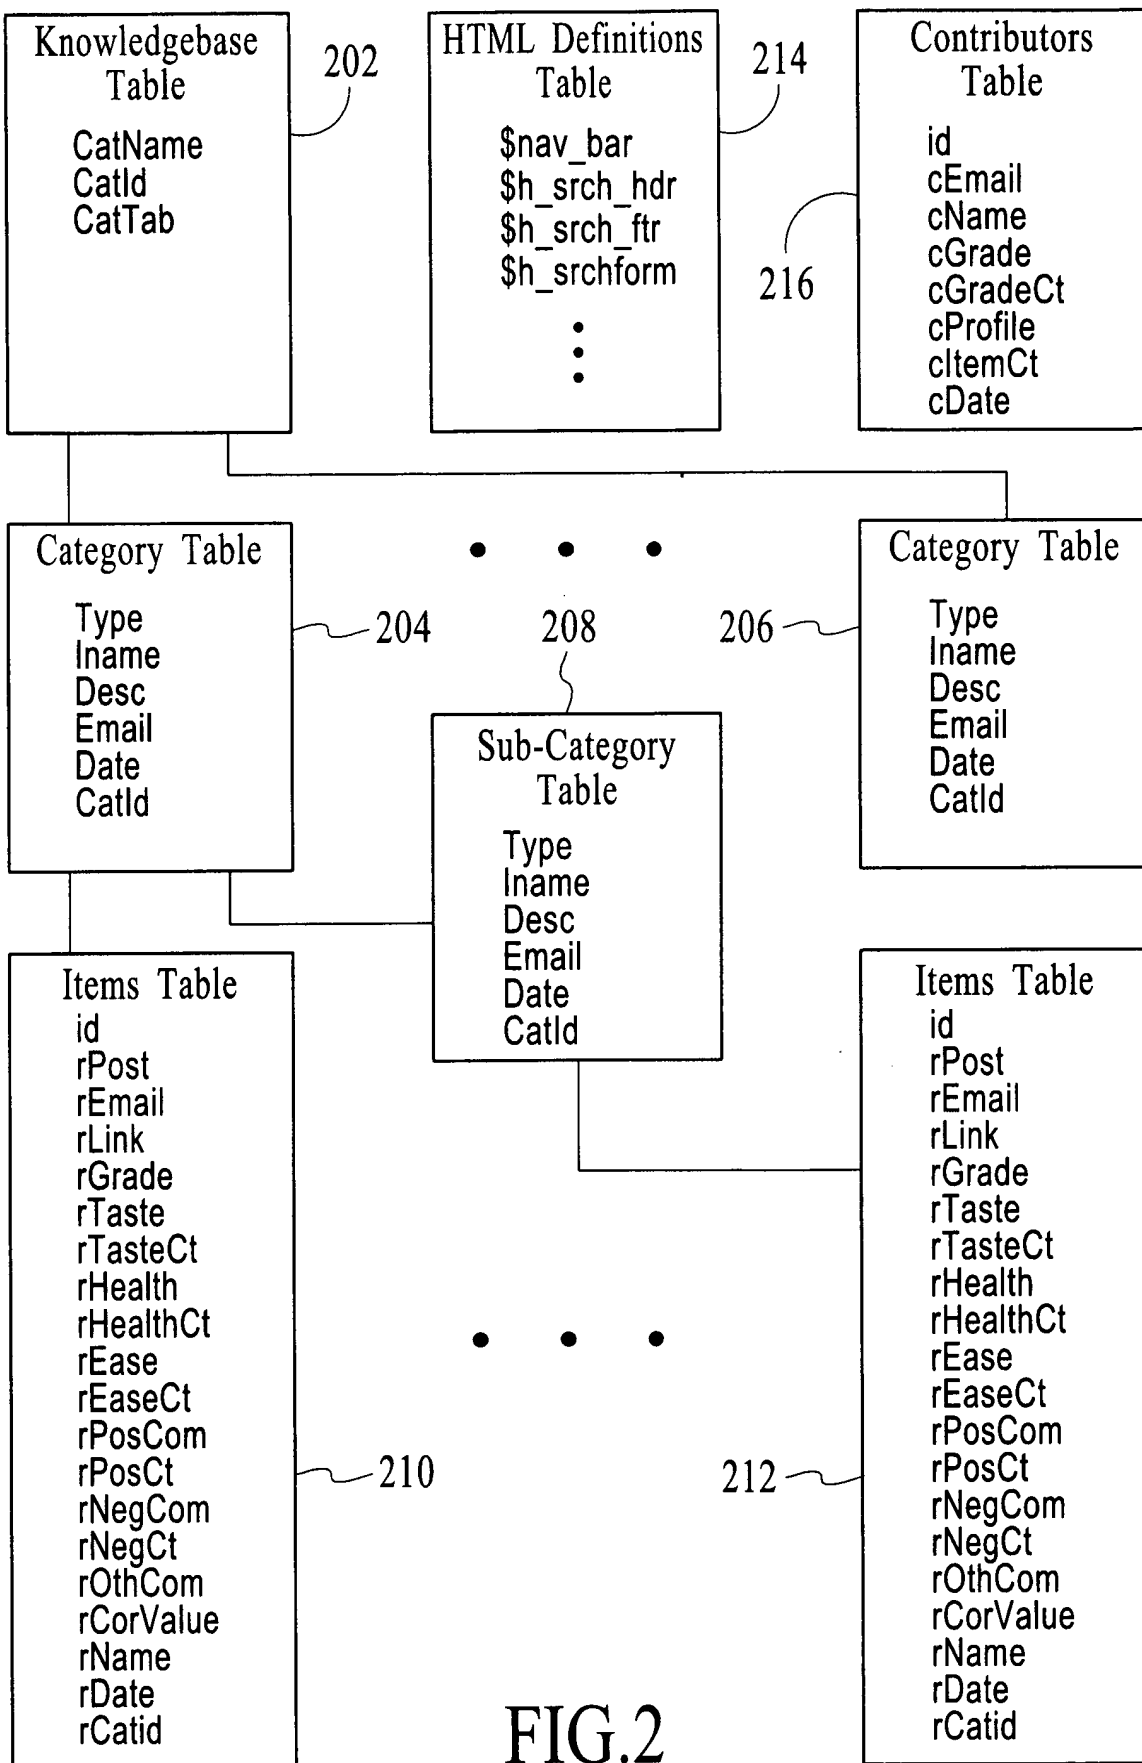 Knowledgebase
Table
CatName
CatId
CatTab
202
HTML Definitions
Table
$nav_bar
$h_srch_hdr
$h_srch_ftr
$h_srchform
214
Contributors
Table
id
cEmail
cName
cGrade
cGradeCt
cProfile
cItemCt
cDate
216
Category Table
Type
Iname
Desc
Email
Date
CatId
204
208
Sub-Category
Table
Type
Iname
Desc
Email
Date
CatId
206
Category Table
Type
Iname
Desc
Email
Date
CatId
Items Table
id
rPost
rEmail
rLink
rGrade
rTaste
rTasteCt
rHealth
rHealthCt
rEase
rEaseCt
rPosCom
rPosCt
rNegCom
rNegCt
rOthCom
rCorValue
rName
rDate
rCatid
210
212
Items Table
id
rPost
rEmail
rLink
rGrade
rTaste
rTasteCt
rHealth
rHealthCt
rEase
rEaseCt
rPosCom
rPosCt
rNegCom
rNegCt
rOthCom
rCorValue
rName
rDate
rCatid
FIG.2